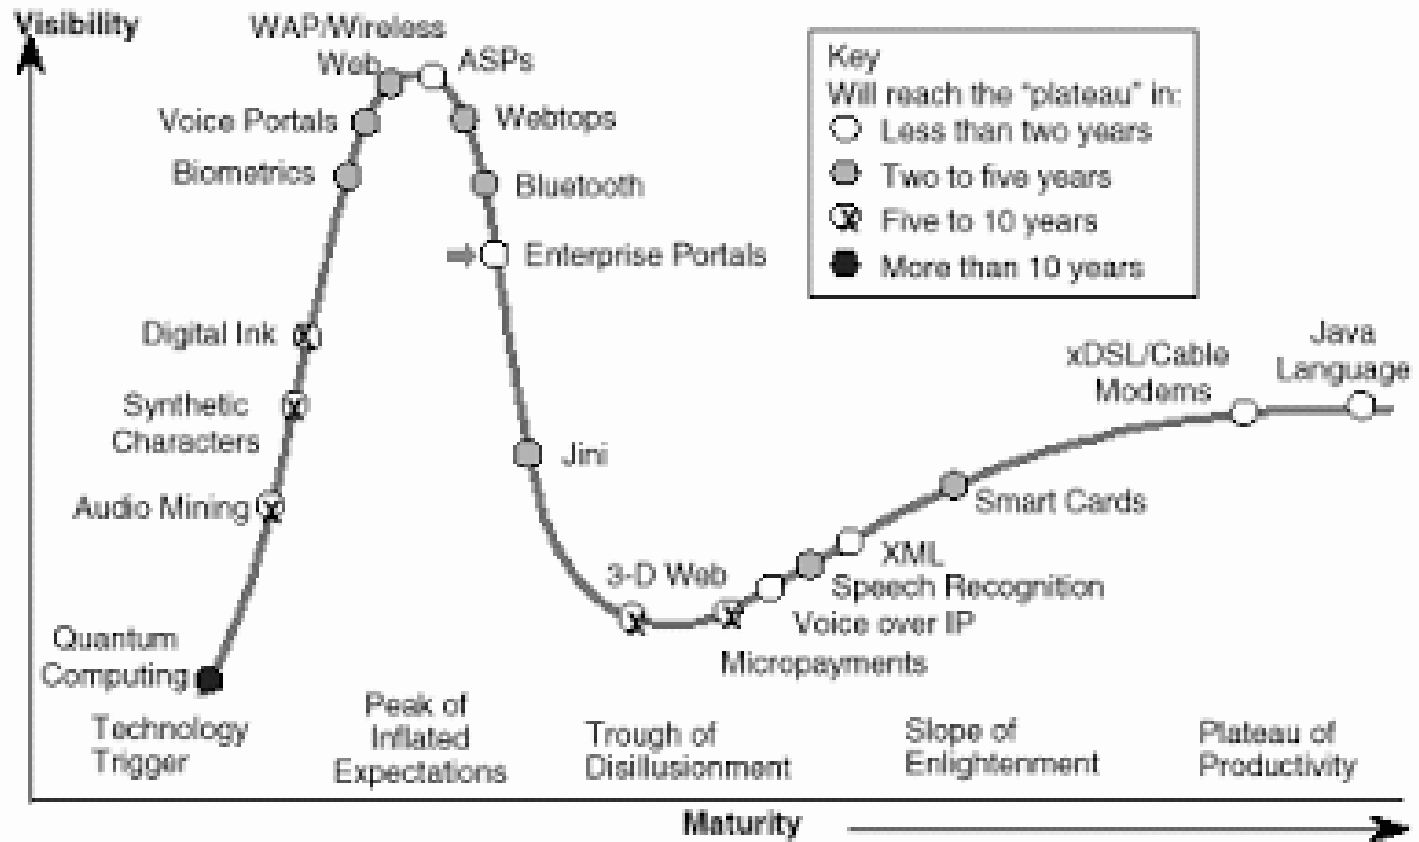 Visibility
WAP/Wireless
Web
ASPs
Voice Portals
Webtops
Biometrics
Bluetooth
Enterprise Portals
Key
Will reach the "plateau" in:
Less than two years
Two to five years
Five to 10 years
More than 10 years
Digital Ink
Synthetic
Characters
Audio Mining
Quantum
Computing
Jini
3-D Web
Micropayments
Voice over IP
Speech Recognition
XML
Smart Cards
xDSL/Cable
Modems
Java
Language
Technology
Trigger
Peak of
Inflated
Expectations
Trough of
Disillusionment
Slope of
Enlightenment
Plateau of
Productivity
Maturity